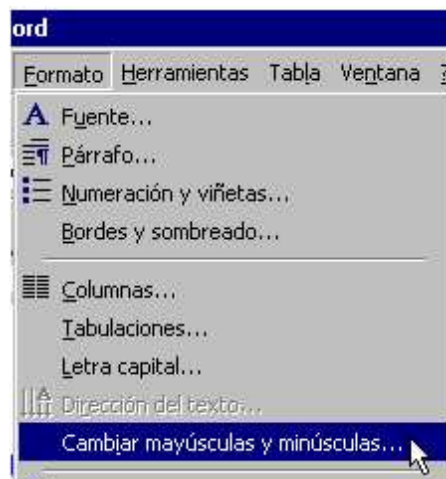 ord
Formato Herramientas Tabla Ventana ?
Fuente...
Párrafo...
Numeración y viñetas...
Bordes y sombreado...
Columnas...
Tabulaciones...
Letra capital...
Dirección del texto...
Cambiar mayúsculas y minúsculas...